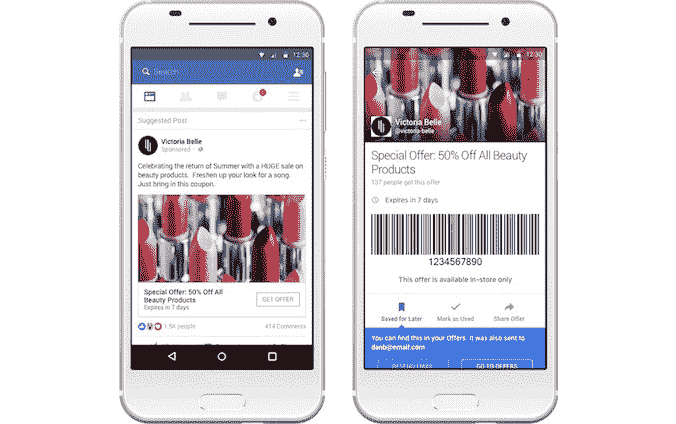 12:30
Search
Suggested Post
Victoria Belle
Sponsored
Celebrating the return of Summer with a HUGE sale on
beauty products. Freshen up your look for a song.
Just bring in this coupon.
Special Offer: 50% Off All
Beauty Products
Expires in 7 days
GET OFFER
1.5K people
414 Comments
12:30
Victoria Belle
@victoria-belle
Special Offer: 50% Off All Beauty
Products
137 people got this offer
Expires in 7 days
1234567890
This offer is available in-store only
Saved for Later
Mark as Used
Share Offer
You can find this in your Offers. It was also sent to
danb@email.com
GO TO OFFERS